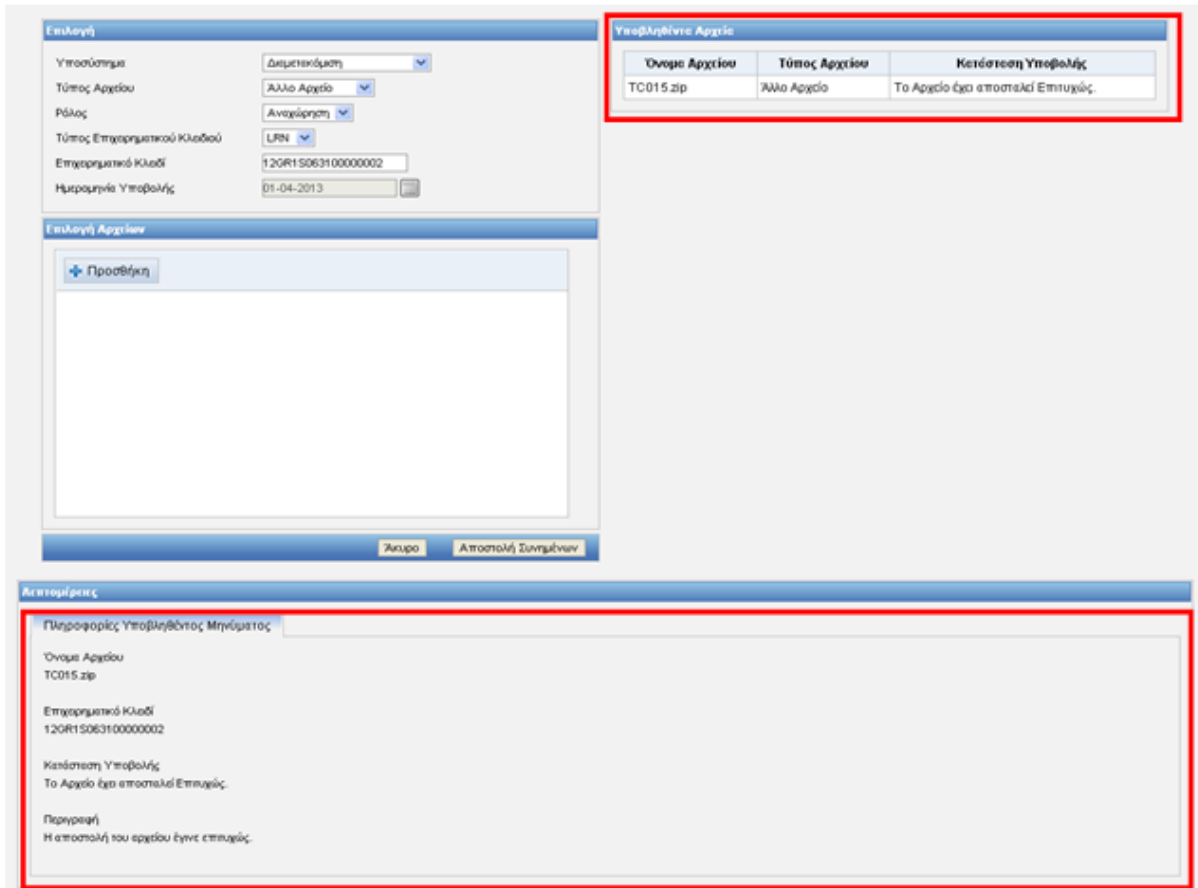 Επιλογή
Υποσύστημα Διαμετακόμιση
Τύπος Αρχείου Άλλο Αρχείο
Ρόλος Αναχώρηση
Τύπος Επιχειρηματικού Κλειδιού LRN
Επιχειρηματικό Κλειδί 12GR1S063100000002
Ημερομηνία Υποβολής 01-04-2013
Υποβληθέντα Αρχεία
Όνομα Αρχείου Τύπος Αρχείου Κατάσταση Υποβολής
TC015.zip Άλλο Αρχείο Το Αρχείο έχει αποσταλεί Επιτυχώς.
Επιλογή Αρχείων
Προσθήκη
Άκυρο Αποστολή Συνημένων
Λεπτομέρειες
Πληροφορίες Υποβληθέντος Μηνύματος
Όνομα Αρχείου
TC015.zip
Επιχειρηματικό Κλειδί
12GR1S063100000002
Κατάσταση Υποβολής
Το Αρχείο έχει αποσταλεί Επιτυχώς.
Περιγραφή
Η αποστολή του αρχείου έγινε επιτυχώς.